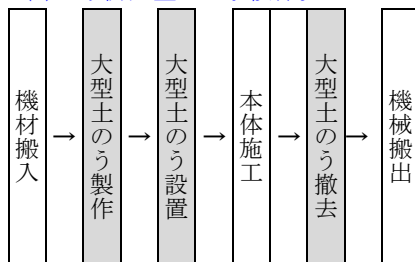 機材搬入
→
大型土のう製作
→
大型土のう設置
→
本体施工
→
大型土のう撤去
→
機械搬出